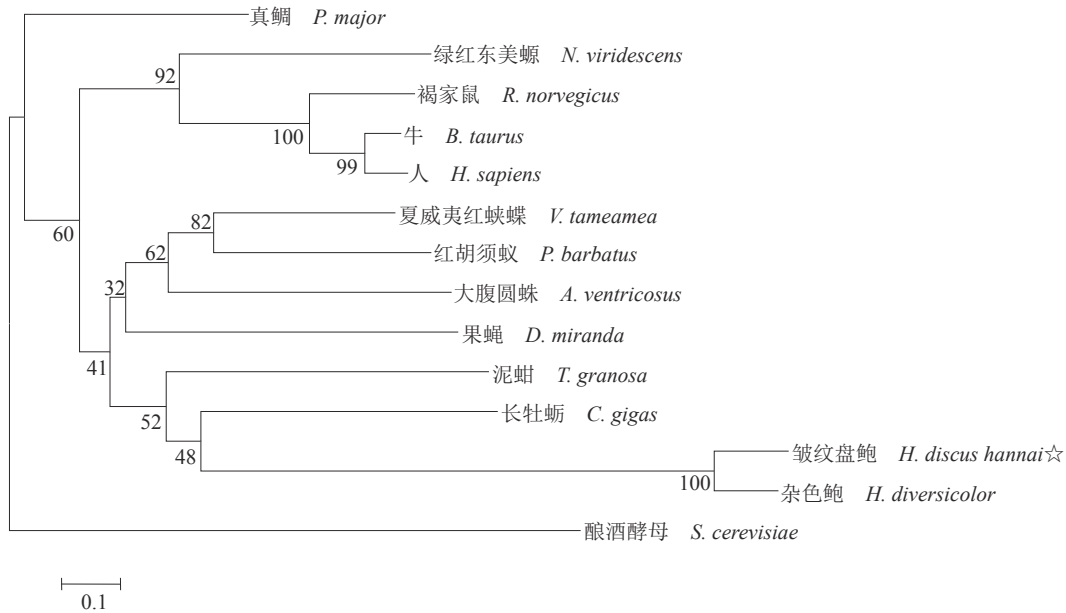 真鲷 P. major
绿红东美螈 N. viridescens
92
褐家鼠 R. norvegicus
100
牛 B. taurus
99
人 H. sapiens
夏威夷红蛱蝶 V. tameamea
82
60
62
红胡须蚁 P. barbatus
32
大腹圆蛛 A. ventricosus
果蝇 D. miranda
41
泥蚶 T. granosa
52
长牡蛎 C. gigas
48
皱纹盘鲍 H. discus hannai☆
100
杂色鲍 H. diversicolor
酿酒酵母 S. cerevisiae
0.1